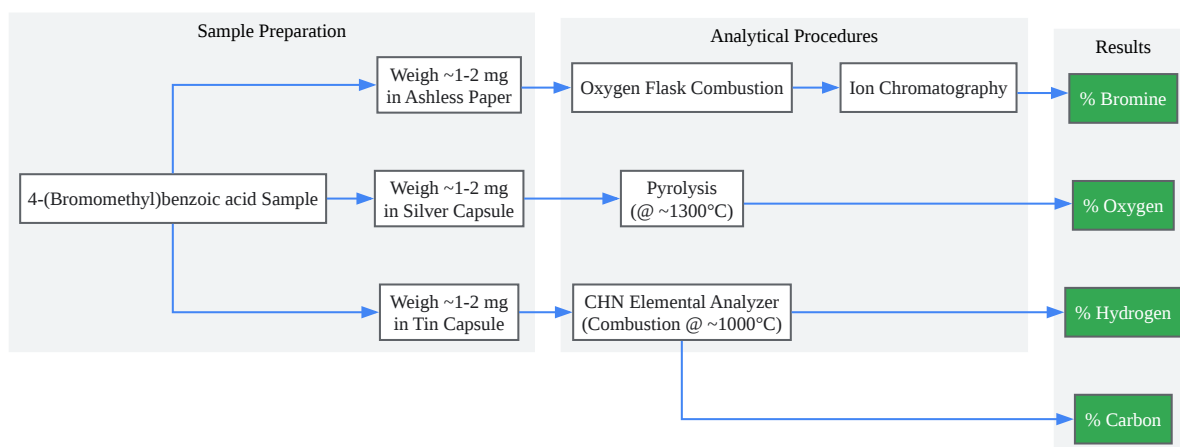 Sample Preparation
Analytical Procedures
Results
Weigh ~1-2 mg
in Ashless Paper
Oxygen Flask Combustion
Ion Chromatography
% Bromine
4-(Bromomethyl)benzoic acid Sample
Weigh ~1-2 mg
in Silver Capsule
Pyrolysis
(@ ~1300°C)
% Oxygen
Weigh ~1-2 mg
in Tin Capsule
CHN Elemental Analyzer
(Combustion @ ~1000°C)
% Hydrogen
% Carbon